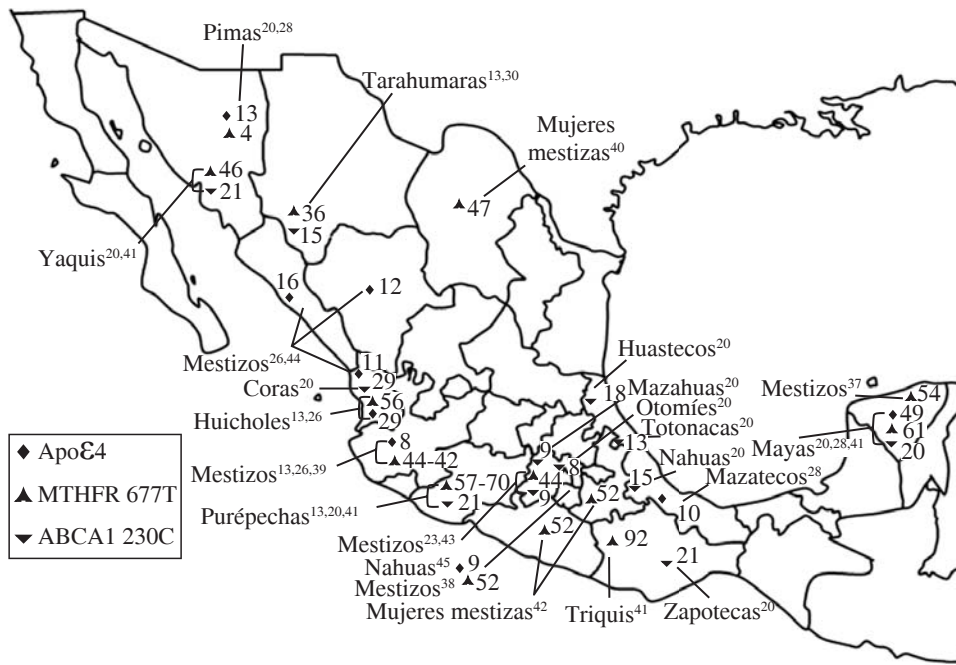 Pimas20,28
13
4
Tarahumaras13,30
Mujeres
mestizas40
46
21
36
15
47
Yaquis20,41
16
12
Mestizos26,44
11
Coras20
29
Huicholes13,26
56
29
Huastecos20
18
Mazahuas20
Otomíes20
Totonacas20
13
Mestizos37
54
49
Mayas20,28,41
61
20
Nahuas20
15
Mazatecos28
10
8
Mestizos13,26,39
44-42
9
8
44
9
57-70
Purépechas13,20,41
21
52
52
92
21
Mestizos23,43
Nahuas45
9
Mestizos38
52
Mujeres mestizas42
Triquis41
Zapotecas20
ApoƐ4
MTHFR 677T
ABCA1 230C